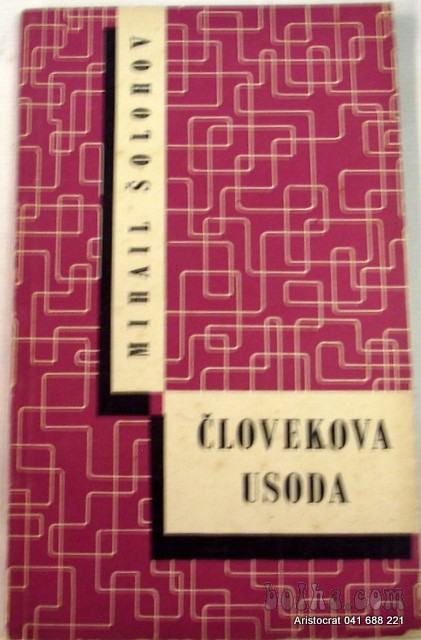 MIHAIL ŠOLOHOV
ČLOVEKOVA
USODA
bolha.com
Aristocrat 041 688 221